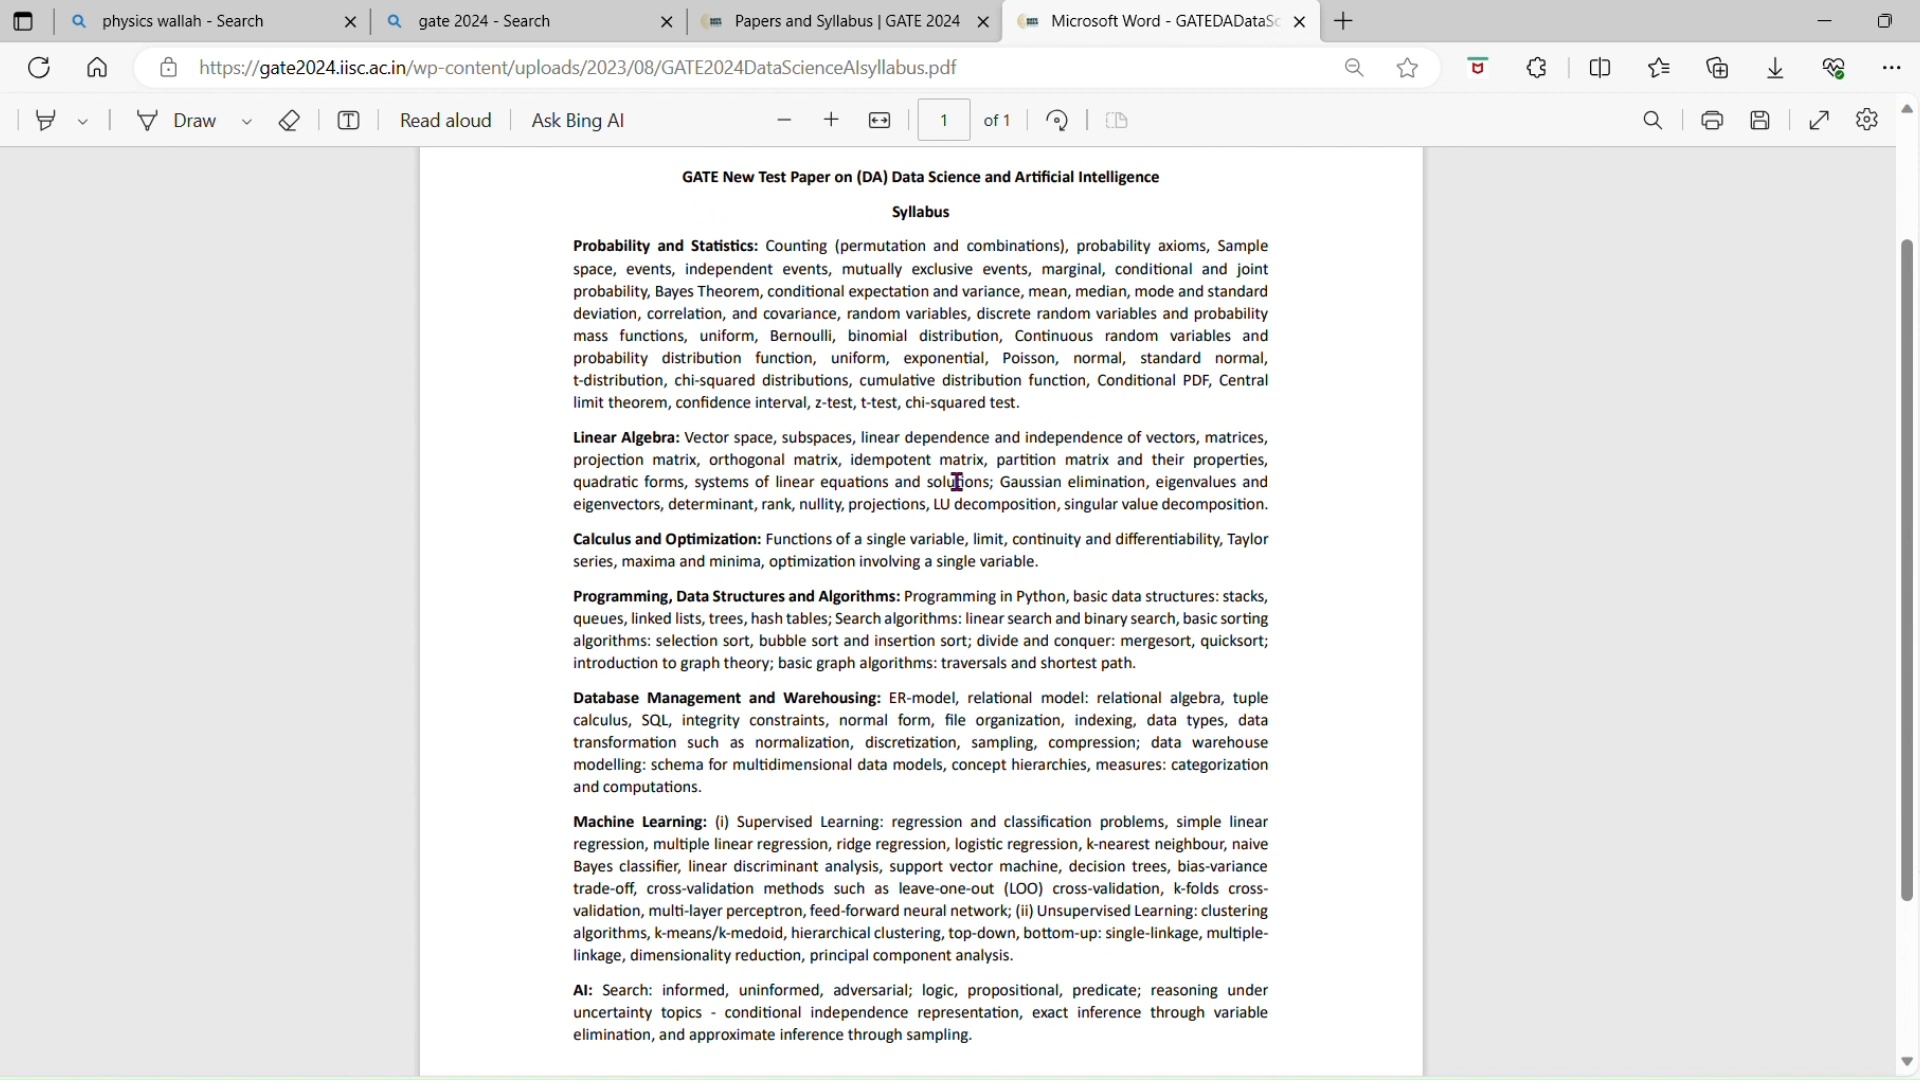 physics wallah - Search
gate 2024 - Search
Papers and Syllabus | GATE 2024
Microsoft Word - GATEDADataSc
https://gate2024.iisc.ac.in/wp-content/uploads/2023/08/GATE2024DataScienceAIsyllabus.pdf
Draw
Read aloud
Ask Bing AI
1
of 1
GATE New Test Paper on (DA) Data Science and Artificial Intelligence
Syllabus
Probability and Statistics: Counting (permutation and combinations), probability axioms, Sample
space, events, independent events, mutually exclusive events, marginal, conditional and joint
probability, Bayes Theorem, conditional expectation and variance, mean, median, mode and standard
deviation, correlation, and covariance, random variables, discrete random variables and probability
mass functions, uniform, Bernoulli, binomial distribution, Continuous random variables and
probability distribution function, uniform, exponential, Poisson, normal, standard normal,
t-distribution, chi-squared distributions, cumulative distribution function, Conditional PDF, Central
limit theorem, confidence interval, z-test, t-test, chi-squared test.
Linear Algebra: Vector space, subspaces, linear dependence and independence of vectors, matrices,
projection matrix, orthogonal matrix, idempotent matrix, partition matrix and their properties,
quadratic forms, systems of linear equations and solutions; Gaussian elimination, eigenvalues and
eigenvectors, determinant, rank, nullity, projections, LU decomposition, singular value decomposition.
Calculus and Optimization: Functions of a single variable, limit, continuity and differentiability, Taylor
series, maxima and minima, optimization involving a single variable.
Programming, Data Structures and Algorithms: Programming in Python, basic data structures: stacks,
queues, linked lists, trees, hash tables; Search algorithms: linear search and binary search, basic sorting
algorithms: selection sort, bubble sort and insertion sort; divide and conquer: mergesort, quicksort;
introduction to graph theory; basic graph algorithms: traversals and shortest path.
Database Management and Warehousing: ER-model, relational model: relational algebra, tuple
calculus, SQL, integrity constraints, normal form, file organization, indexing, data types, data
transformation such as normalization, discretization, sampling, compression; data warehouse
modelling: schema for multidimensional data models, concept hierarchies, measures: categorization
and computations.
Machine Learning: (i) Supervised Learning: regression and classification problems, simple linear
regression, multiple linear regression, ridge regression, logistic regression, k-nearest neighbour, naive
Bayes classifier, linear discriminant analysis, support vector machine, decision trees, bias-variance
trade-off, cross-validation methods such as leave-one-out (LOO) cross-validation, k-folds cross-
validation, multi-layer perceptron, feed-forward neural network; (ii) Unsupervised Learning: clustering
algorithms, k-means/k-medoid, hierarchical clustering, top-down, bottom-up: single-linkage, multiple-
linkage, dimensionality reduction, principal component analysis.
AI: Search: informed, uninformed, adversarial; logic, propositional, predicate; reasoning under
uncertainty topics - conditional independence representation, exact inference through variable
elimination, and approximate inference through sampling.